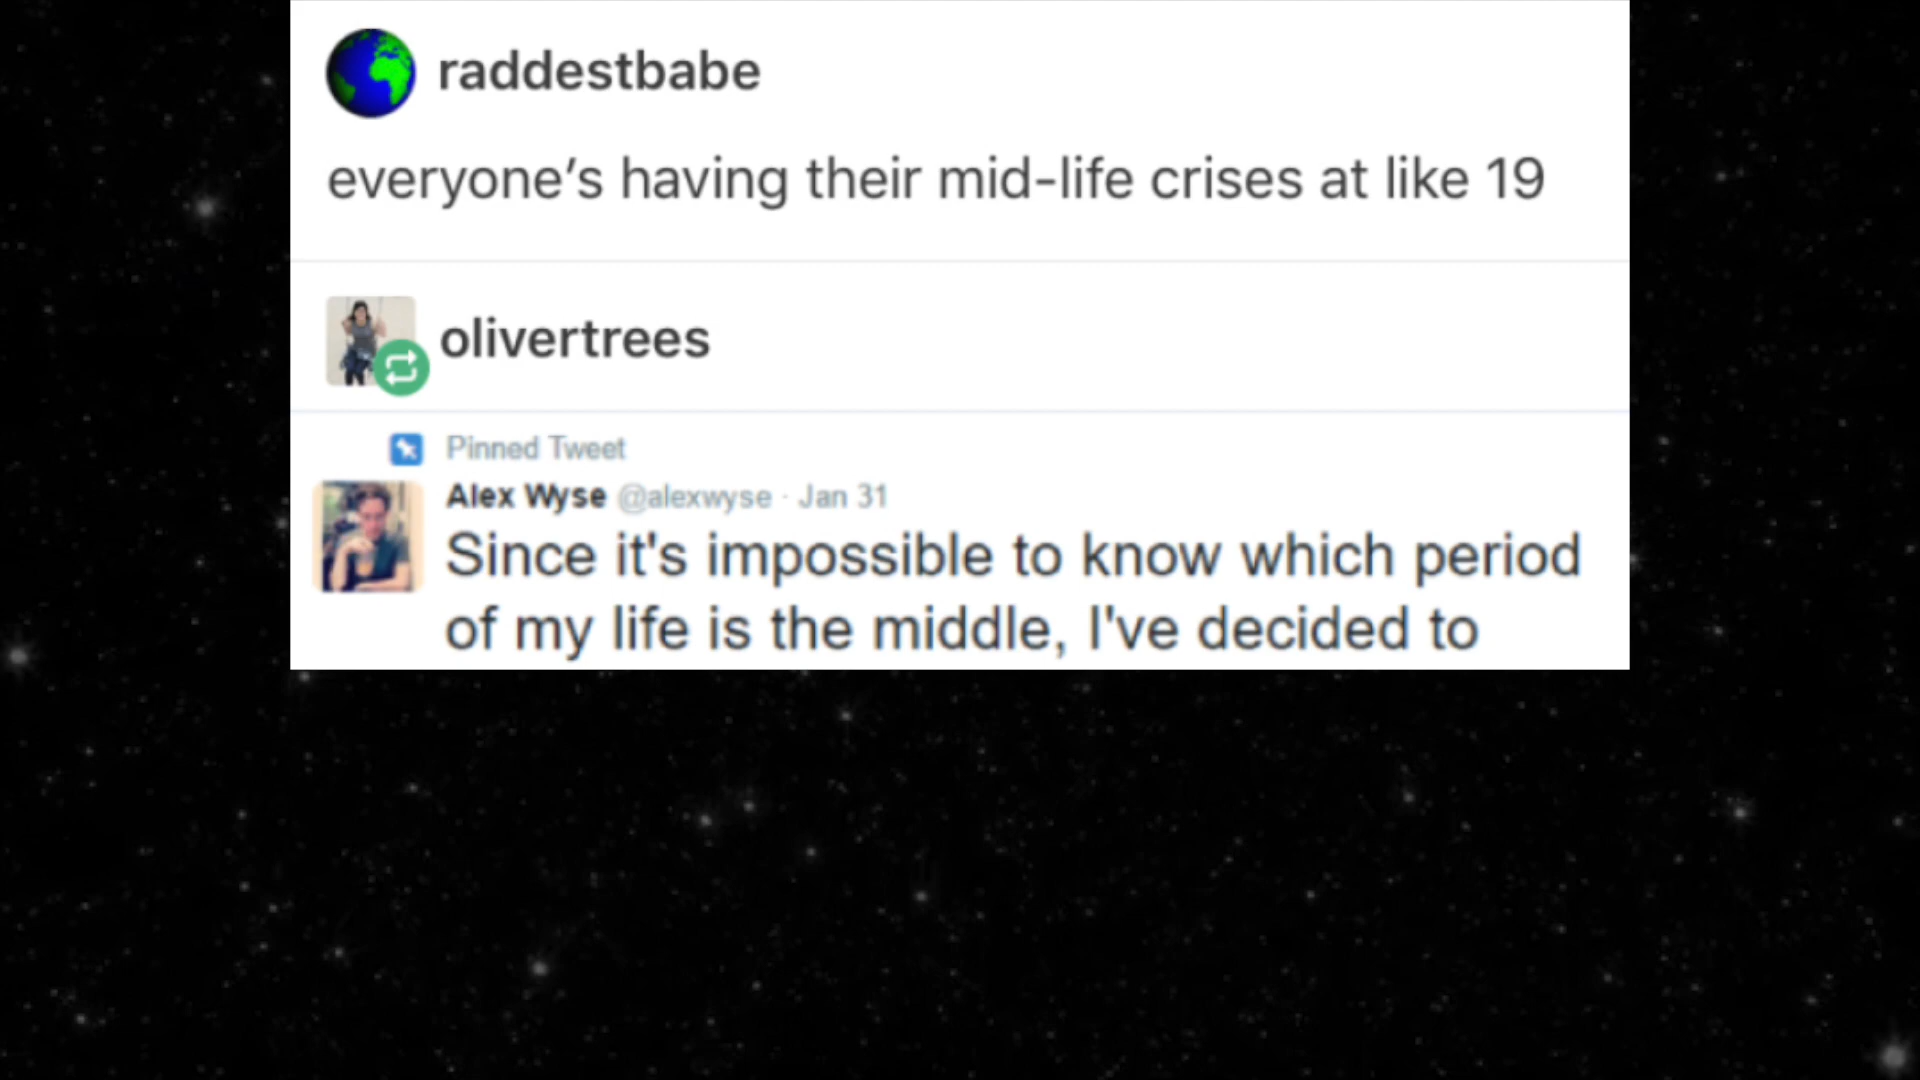 raddestbabe
everyone’s having their mid-life crises at like 19
olivertrees
Pinned Tweet
Alex Wyse @alexwyse · Jan 31
Since it's impossible to know which period
of my life is the middle, I've decided to